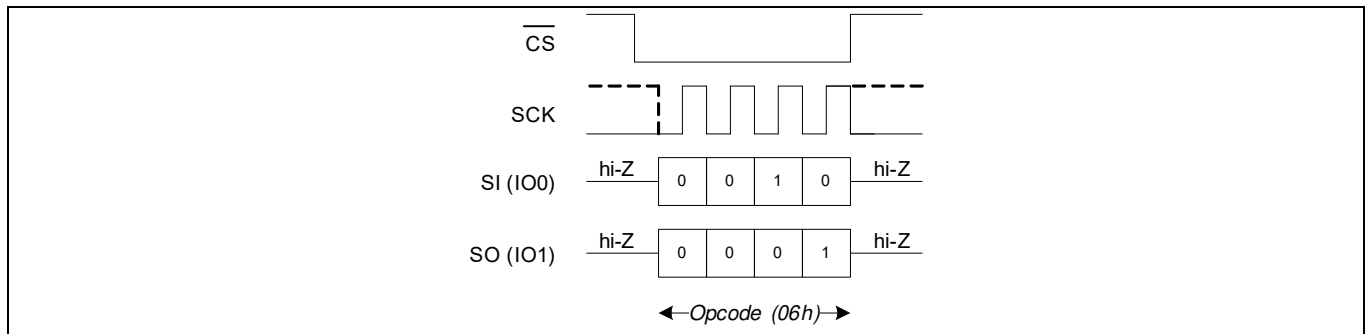 CS
SCK
hi-Z hi-Z
SI (IO0) 0 0 1 0
hi-Z hi-Z
SO (IO1) 0 0 0 1
Opcode (06h)